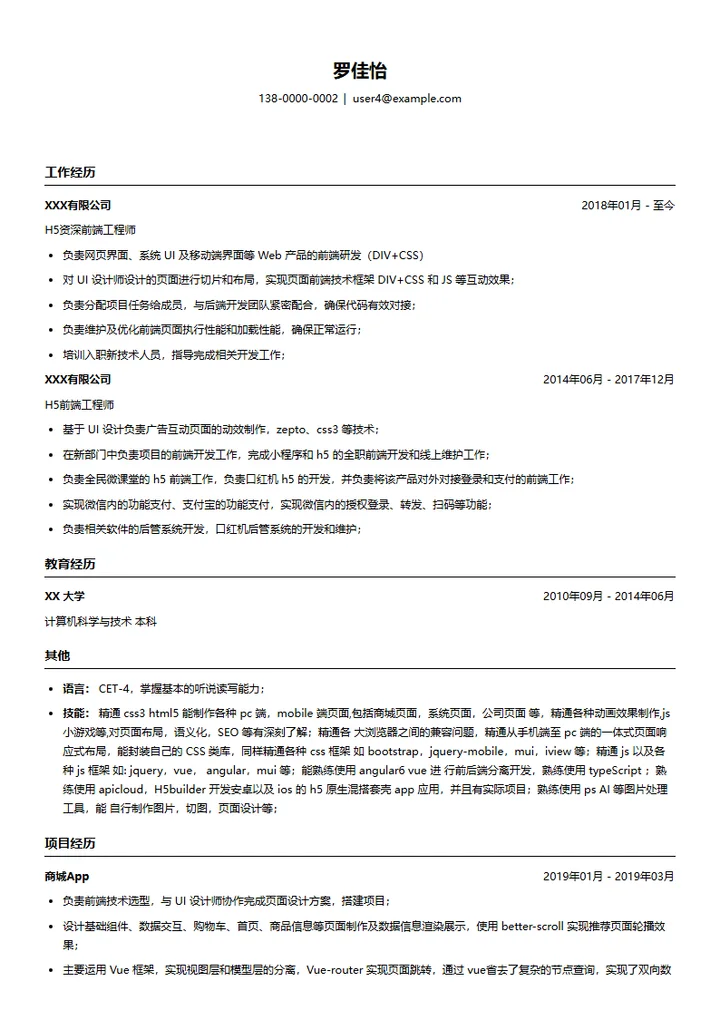 罗佳怡
138-0000-0002 | user4@example.com
工作经历
XXX有限公司 2018年01月 - 至今
H5资深前端工程师
• 负责网页界面、系统 UI 及移动端界面等 Web 产品的前端研发（DIV+CSS）
• 对 UI 设计师设计的页面进行切片和布局，实现页面前端技术框架 DIV+CSS 和 JS 等互动效果；
• 负责分配项目任务给成员，与后端开发团队紧密配合，确保代码有效对接；
• 负责维护及优化前端页面执行性能和加载性能，确保正常运行；
• 培训入职新技术人员，指导完成相关开发工作；
XXX有限公司 2014年06月 - 2017年12月
H5前端工程师
• 基于 UI 设计负责广告互动页面的动效制作，zepto、css3 等技术；
• 在新部门中负责项目的前端开发工作，完成小程序和 h5 的全职前端开发和线上维护工作；
• 负责全民微课堂的 h5 前端工作，负责口红机 h5 的开发，并负责将该产品对外对接登录和支付的前端工作；
• 实现微信内的功能支付、支付宝的功能支付，实现微信内的授权登录、转发、扫码等功能；
• 负责相关软件的后管系统开发，口红机后管系统的开发和维护；
教育经历
XX 大学 2010年09月 - 2014年06月
计算机科学与技术 本科
其他
• 语言： CET-4，掌握基本的听说读写能力；
• 技能： 精通 css3 html5 能制作各种 pc 端，mobile 端页面,包括商城页面，系统页面，公司页面 等，精通各种动画效果制作,js
小游戏等,对页面布局，语义化，SEO 等有深刻了解；精通各 大浏览器之间的兼容问题，精通从手机端至 pc 端的一体式页面响
应式布局，能封装自己的 CSS 类库，同样精通各种 css 框架 如 bootstrap，jquery-mobile，mui，iview 等；精通 js 以及各
种 js 框架 如: jquery，vue， angular，mui 等；能熟练使用 angular6 vue 进 行前后端分离开发，熟练使用 typeScript ；熟
练使用 apicloud，H5builder 开发安卓以及 ios 的 h5 原生混搭套壳 app 应用，并且有实际项目；熟练使用 ps AI 等图片处理
工具，能 自行制作图片，切图，页面设计等；
项目经历
商城App 2019年01月 - 2019年03月
• 负责前端技术选型，与 UI 设计师协作完成页面设计方案，搭建项目；
• 设计基础组件、数据交互、购物车、首页、商品信息等页面制作及数据信息渲染展示，使用 better-scroll 实现推荐页面轮播效
果；
• 主要运用 Vue 框架，实现视图层和模型层的分离，Vue-router 实现页面跳转，通过 vue省去了复杂的节点查询，实现了双向数